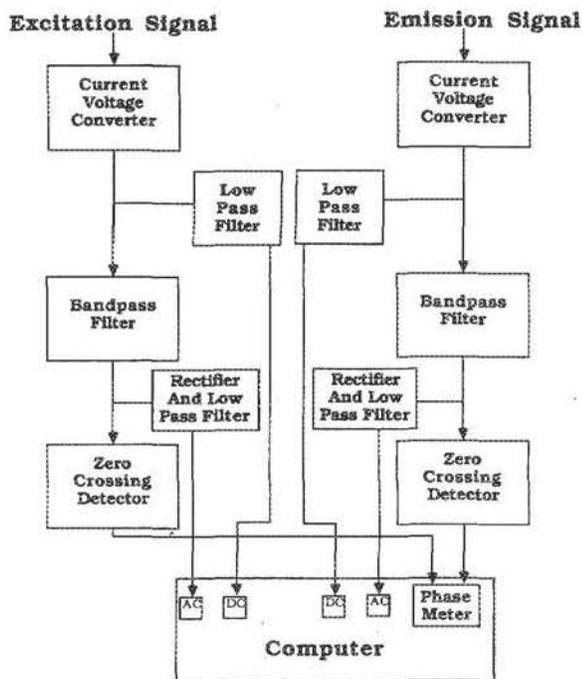 Excitation Signal
Emission Signal
Current
Voltage
Converter
Current
Voltage
Converter
Low
Pass
Filter
Low
Pass
Filter
Bandpass
Filter
Bandpass
Filter
Rectifier
And Low
Pass Filter
Rectifier
And Low
Pass Filter
Zero
Crossing
Detector
Zero
Crossing
Detector
AC
DC
DC
AC
Phase
Meter
Computer